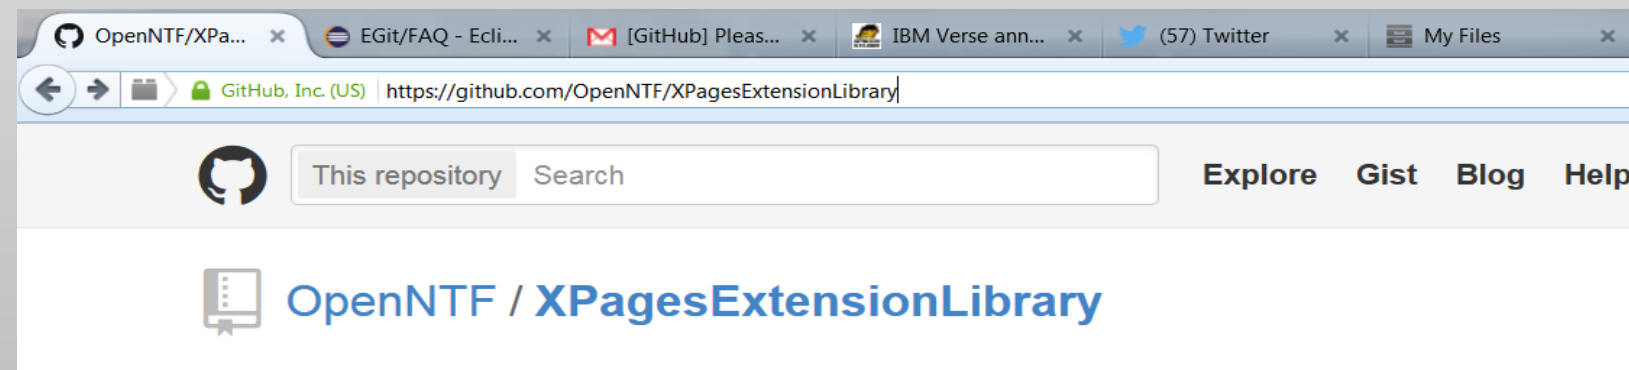 OpenNTF/XPa... EGit/FAQ - Ecli... [GitHub] Pleas... IBM Verse ann... (57) Twitter My Files
GitHub, Inc. (US) https://github.com/OpenNTF/XPagesExtensionLibrary
This repository Search Explore Gist Blog Help
OpenNTF / XPagesExtensionLibrary